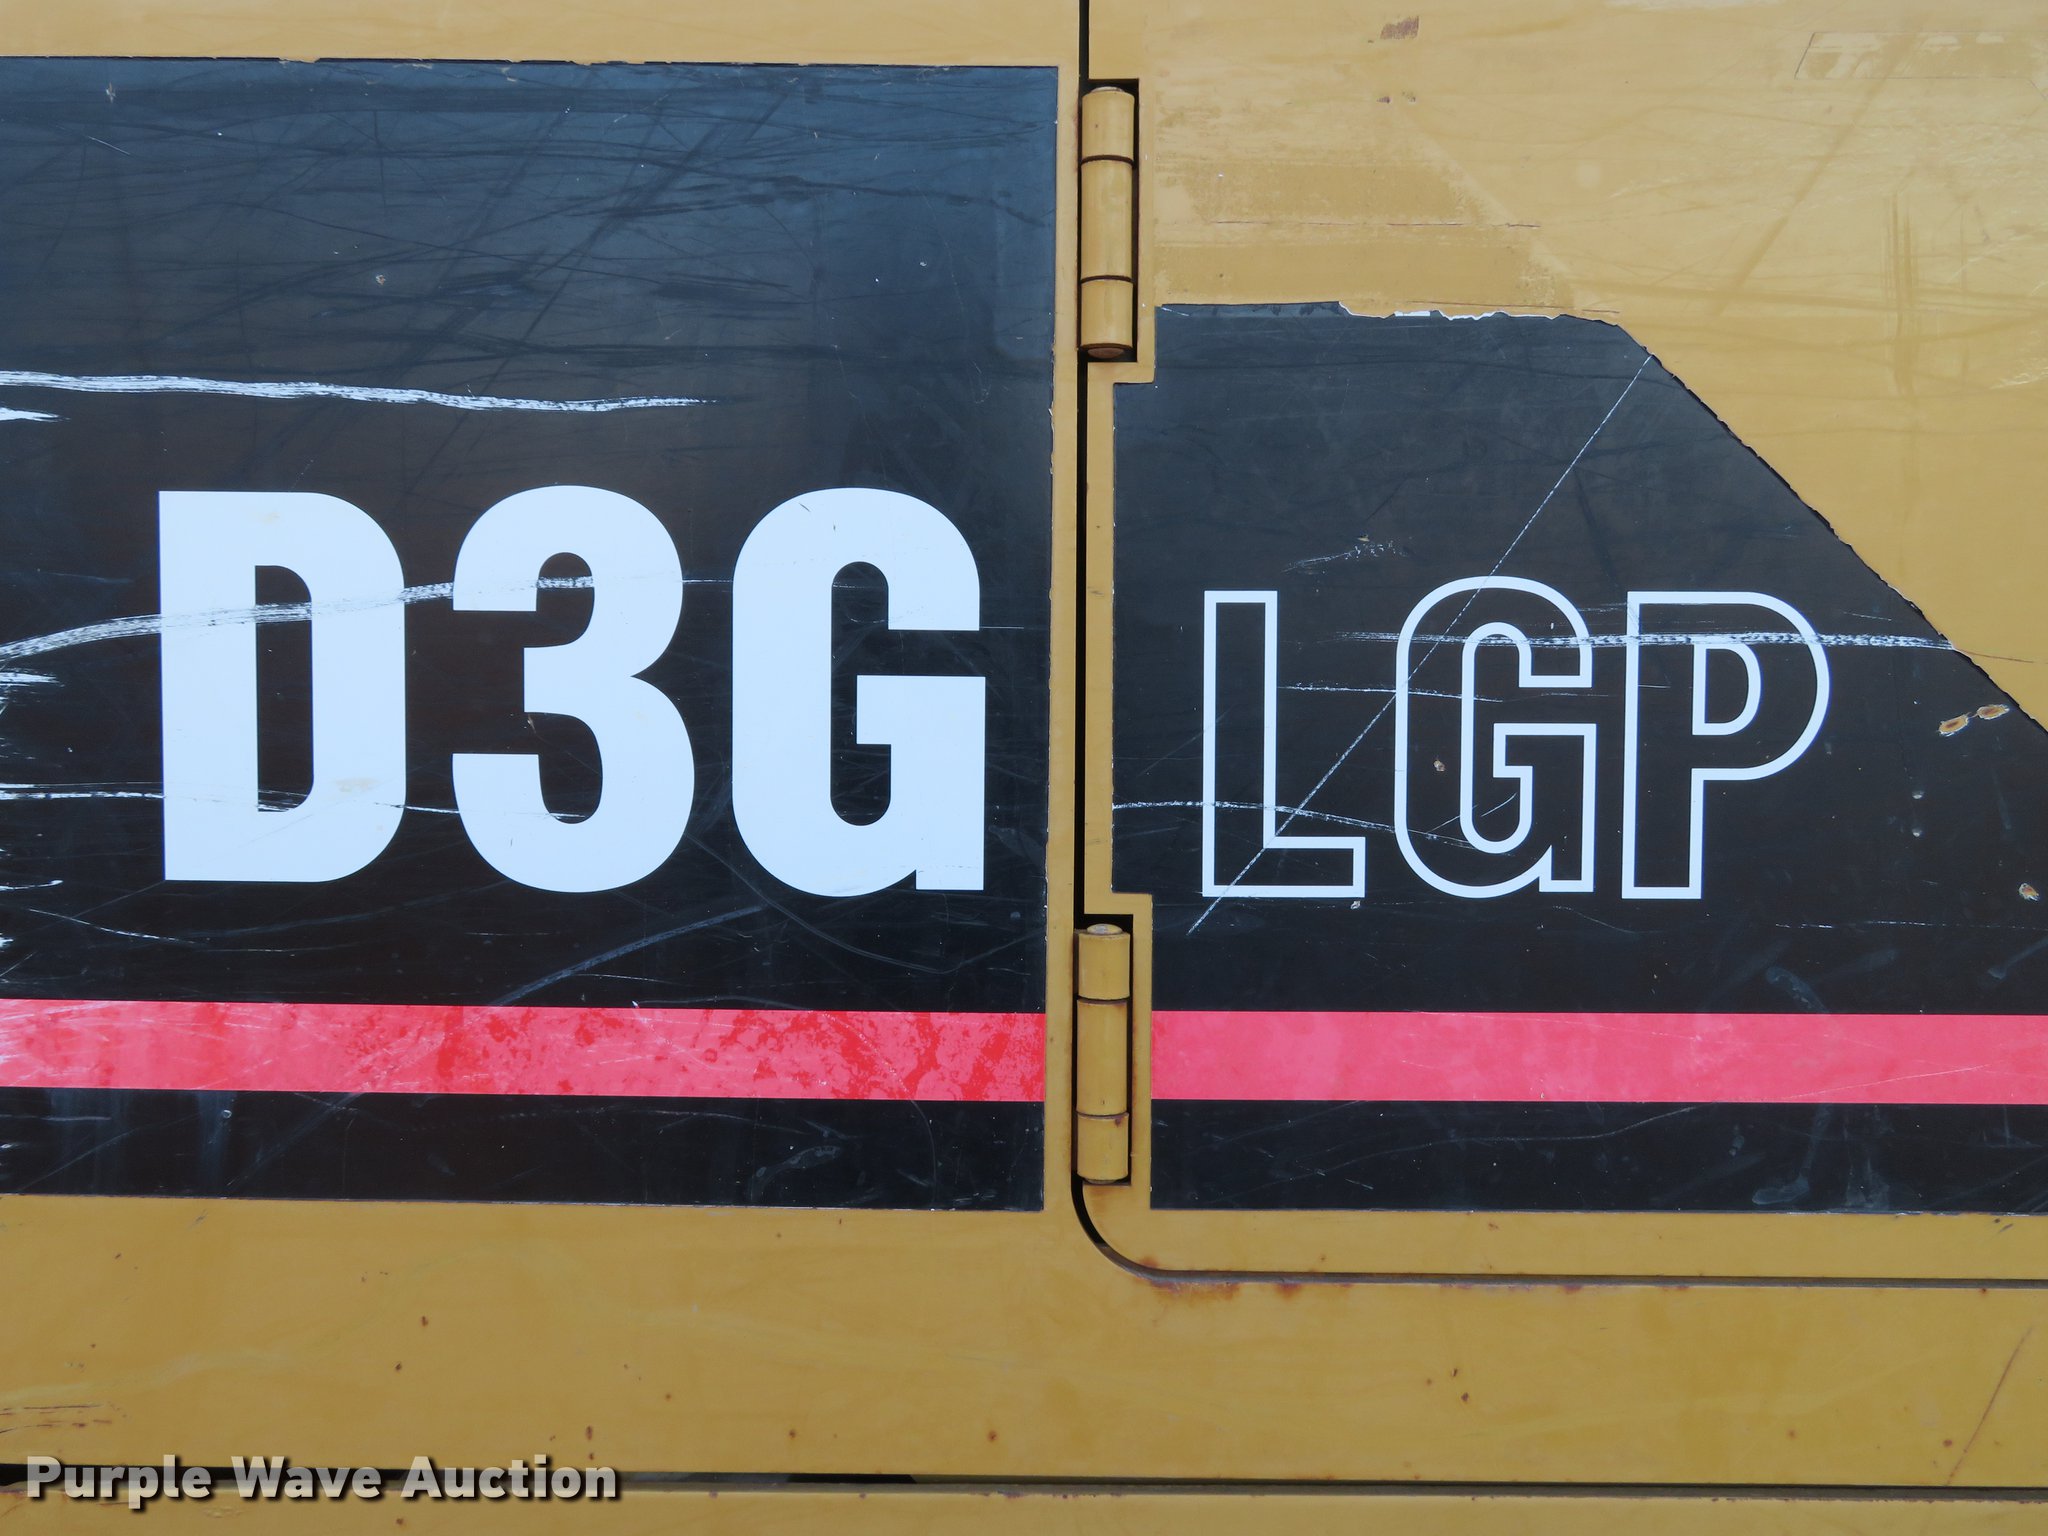 D3G LGP
Purple Wave Auction